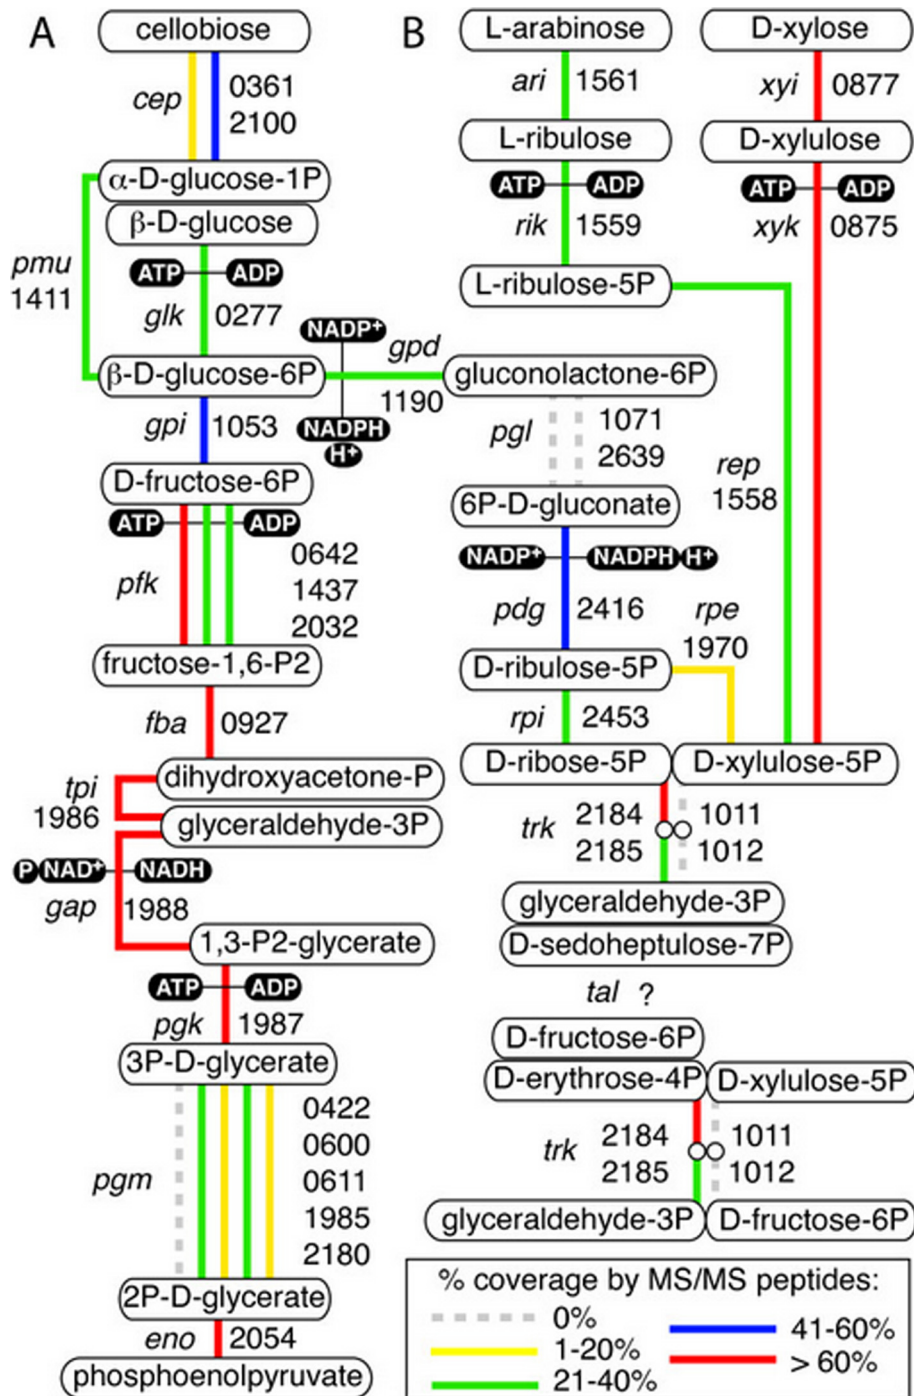 A
cellobiose
cep
0361
2100
α-D-glucose-1P
β-D-glucose
pmu
1411
ATP
ADP
glk
0277
β-D-glucose-6P
NADP+
gpd
1190
NADPH
H+
gpi
1053
D-fructose-6P
ATP
ADP
pfk
0642
1437
2032
fructose-1,6-P2
fba
0927
dihydroxyacetone-P
tpi
1986
glyceraldehyde-3P
P
NAD+
NADH
gap
1988
1,3-P2-glycerate
ATP
ADP
pgk
1987
3P-D-glycerate
pgm
0422
0600
0611
1985
2180
2P-D-glycerate
eno
2054
phosphoenolpyruvate
B
L-arabinose
D-xylose
ari
1561
xyi
0877
L-ribulose
D-xylulose
ATP
ADP
ATP
ADP
rik
1559
xyk
0875
L-ribulose-5P
gluconolactone-6P
pgl
1071
2639
rep
1558
6P-D-gluconate
NADP+
NADPH
H+
pdg
2416
rpe
1970
D-ribulose-5P
rpi
2453
D-ribose-5P
D-xylulose-5P
trk
2184
2185
1011
1012
glyceraldehyde-3P
D-sedoheptulose-7P
tal ?
D-fructose-6P
D-erythrose-4P
D-xylulose-5P
trk
2184
2185
1011
1012
glyceraldehyde-3P
D-fructose-6P
% coverage by MS/MS peptides:
0%
1-20%
21-40%
41-60%
> 60%